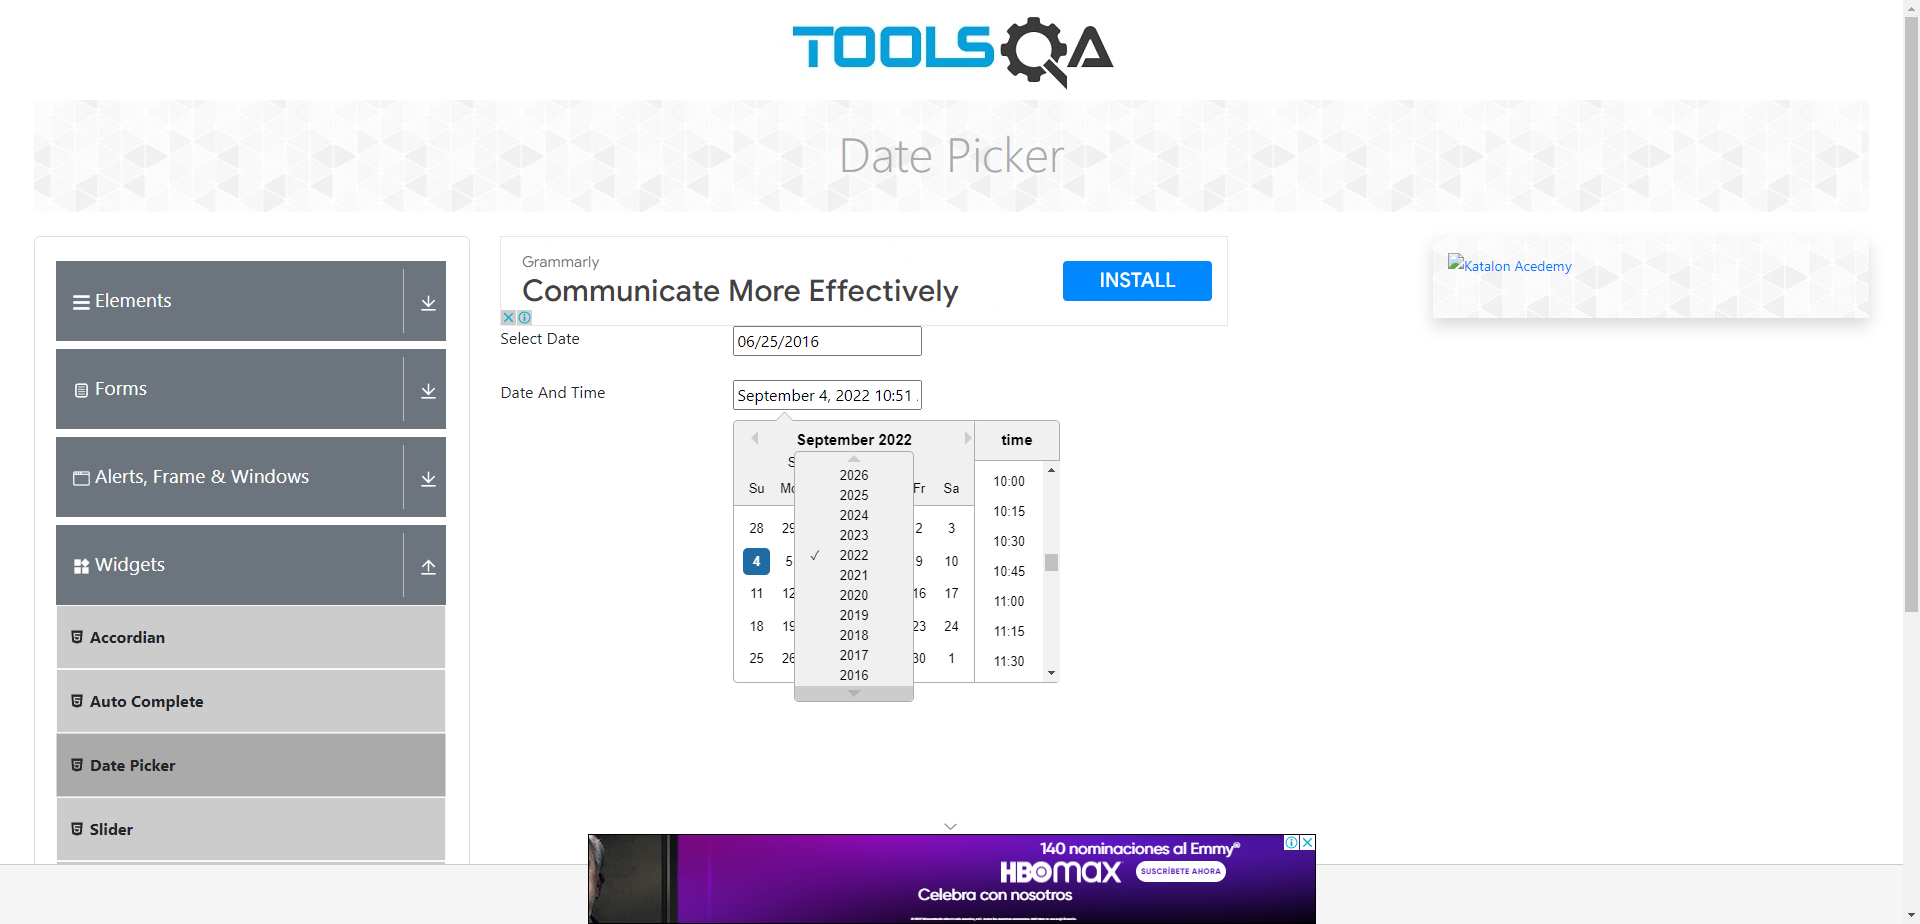 TOOLSQA
Date Picker
Elements
Forms
Alerts, Frame & Windows
Widgets
Accordian
Auto Complete
Date Picker
Slider
Grammarly
Communicate More Effectively
INSTALL
Select Date
06/25/2016
Date And Time
September 4, 2022 10:51
September 2022
time
S
Su Mo Fr Sa
28 29 2 3
4 5 9 10
11 12 16 17
18 19 23 24
25 26 30 1
2026
2025
2024
2023
✓ 2022
2021
2020
2019
2018
2017
2016
10:00
10:15
10:30
10:45
11:00
11:15
11:30
Katalon Acedemy
140 nominaciones al Emmy®
HBOMAX
SUSCRÍBETE AHORA
Celebra con nosotros